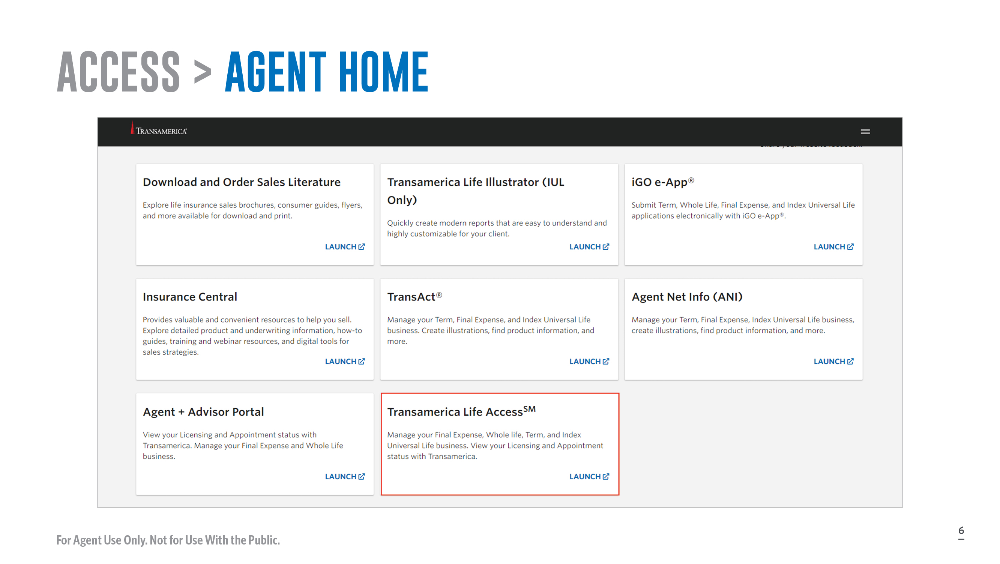 ACCESS > AGENT HOME
TRANSAMERICA®
Download and Order Sales Literature
Explore life insurance sales brochures, consumer guides, flyers,
and more available for download and print.
LAUNCH
Transamerica Life Illustrator (IUL
Only)
Quickly create modern reports that are easy to understand and
highly customizable for your client.
LAUNCH
iGO e-App®
Submit Term, Whole Life, Final Expense, and Index Universal Life
applications electronically with iGO e-App®.
LAUNCH
Insurance Central
Provides valuable and convenient resources to help you sell.
Explore detailed product and underwriting information, how-to
guides, training and webinar resources, and digital tools for
sales strategies.
LAUNCH
TransAct®
Manage your Term, Final Expense, and Index Universal Life
business. Create illustrations, find product information, and
more.
LAUNCH
Agent Net Info (ANI)
Manage your Term, Final Expense, Index Universal Life business,
create illustrations, find product information, and more.
LAUNCH
Agent + Advisor Portal
View your Licensing and Appointment status with
Transamerica. Manage your Final Expense and Whole Life
business.
LAUNCH
Transamerica Life Access℠
Manage your Final Expense, Whole life, Term, and Index
Universal Life business. View your Licensing and Appointment
status with Transamerica.
LAUNCH
For Agent Use Only. Not for Use With the Public.
6